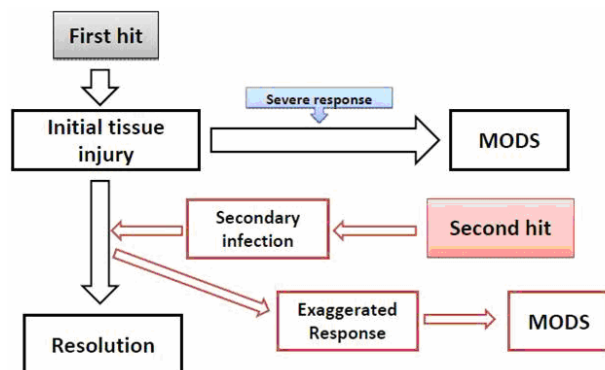 First hit
Severe response
Initial tissue
injury
MODS
Secondary
infection
Second hit
Exaggerated
Response
MODS
Resolution